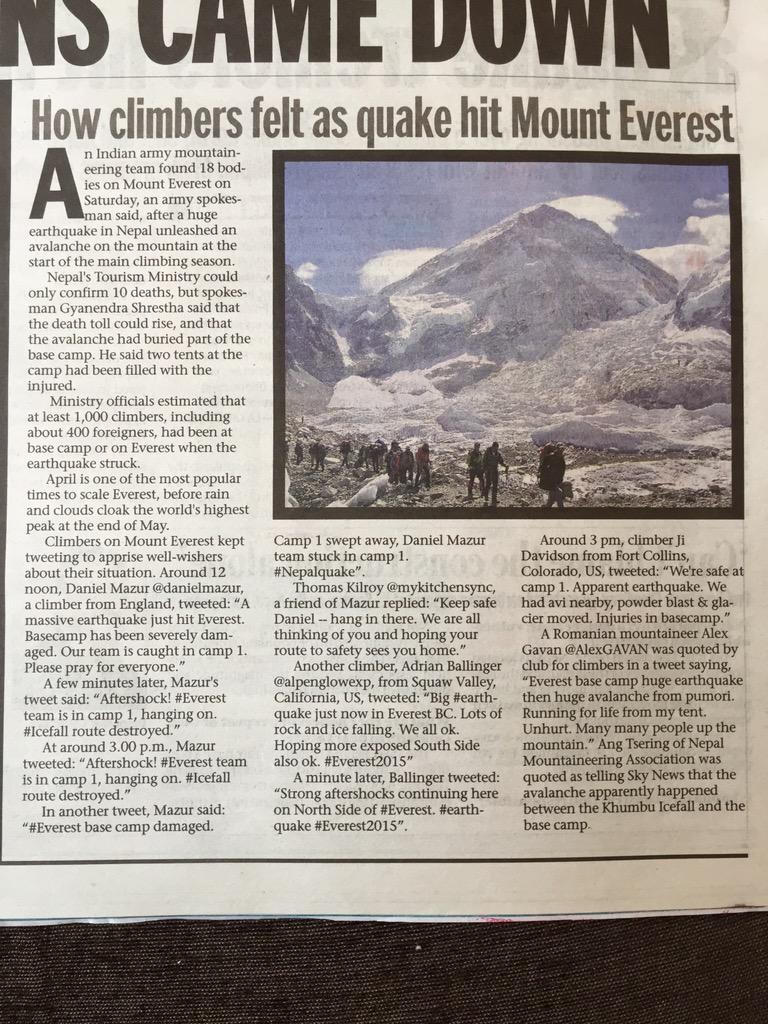 NS CAME DOWN
How climbers felt as quake hit Mount Everest
An Indian army mountain-
eering team found 18 bod-
ies on Mount Everest on
Saturday, an army spokes-
man said, after a huge
earthquake in Nepal unleashed an
avalanche on the mountain at the
start of the main climbing season.
Nepal's Tourism Ministry could
only confirm 10 deaths, but spokes-
man Gyanendra Shrestha said that
the death toll could rise, and that
the avalanche had buried part of the
base camp. He said two tents at the
camp had been filled with the
injured.
Ministry officials estimated that
at least 1,000 climbers, including
about 400 foreigners, had been at
base camp or on Everest when the
earthquake struck.
April is one of the most popular
times to scale Everest, before rain
and clouds cloak the world's highest
peak at the end of May.
Climbers on Mount Everest kept
tweeting to apprise well-wishers
about their situation. Around 12
noon, Daniel Mazur @danielmazur,
a climber from England, tweeted: “A
massive earthquake just hit Everest.
Basecamp has been severely dam-
aged. Our team is caught in camp 1.
Please pray for everyone.”
A few minutes later, Mazur's
tweet said: “Aftershock! #Everest
team is in camp 1, hanging on.
#Icefall route destroyed.”
At around 3.00 p.m., Mazur
tweeted: “Aftershock! #Everest team
is in camp 1, hanging on. #Icefall
route destroyed.”
In another tweet, Mazur said:
“#Everest base camp damaged.
Camp 1 swept away, Daniel Mazur
team stuck in camp 1.
#Nepalquake”.
Thomas Kilroy @mykitchensync,
a friend of Mazur replied: “Keep safe
Daniel -- hang in there. We are all
thinking of you and hoping your
route to safety sees you home.”
Another climber, Adrian Ballinger
@alpenglowexp, from Squaw Valley,
California, US, tweeted: “Big #earth-
quake just now in Everest BC. Lots of
rock and ice falling. We all ok.
Hoping more exposed South Side
also ok. #Everest2015”
A minute later, Ballinger tweeted:
“Strong aftershocks continuing here
on North Side of #Everest. #earth-
quake #Everest2015”.
Around 3 pm, climber Ji
Davidson from Fort Collins,
Colorado, US, tweeted: “We're safe at
camp 1. Apparent earthquake. We
had avi nearby, powder blast & gla-
cier moved. Injuries in basecamp.”
A Romanian mountaineer Alex
Gavan @AlexGAVAN was quoted by
club for climbers in a tweet saying,
“Everest base camp huge earthquake
then huge avalanche from pumori.
Running for life from my tent.
Unhurt. Many many people up the
mountain.” Ang Tsering of Nepal
Mountaineering Association was
quoted as telling Sky News that the
avalanche apparently happened
between the Khumbu Icefall and the
base camp.